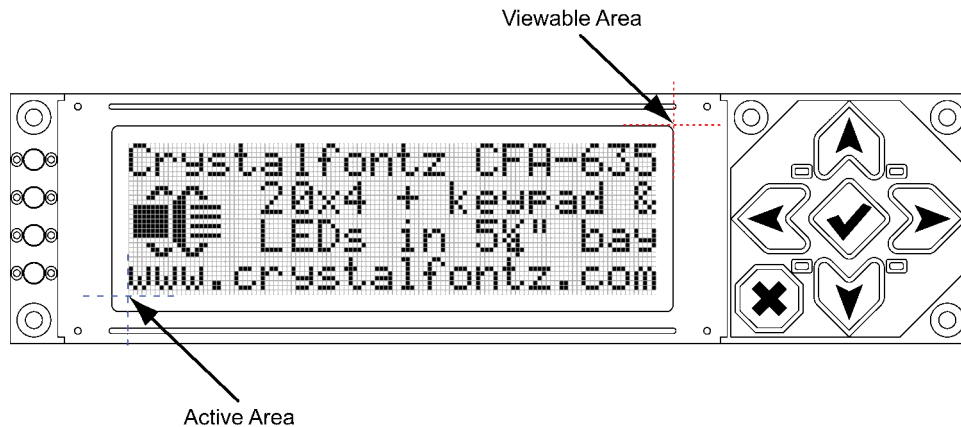 Viewable Area
Crystalfontz CFA-635
20x4 + keypad &
LEDs in 5¼" bay
www.crystalfontz.com
Active Area